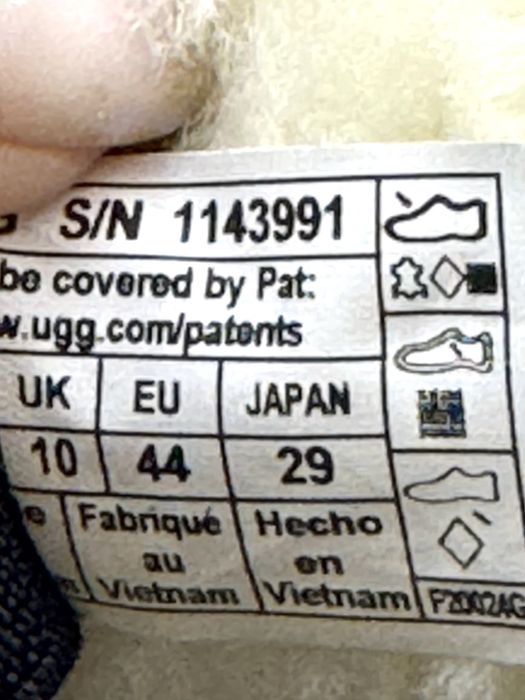 S/N 1143991
be covered by Pat:
w.ugg.com/patents
UK EU JAPAN
10 44 29
Fabriqué Hecho
au en
Vietnam Vietnam